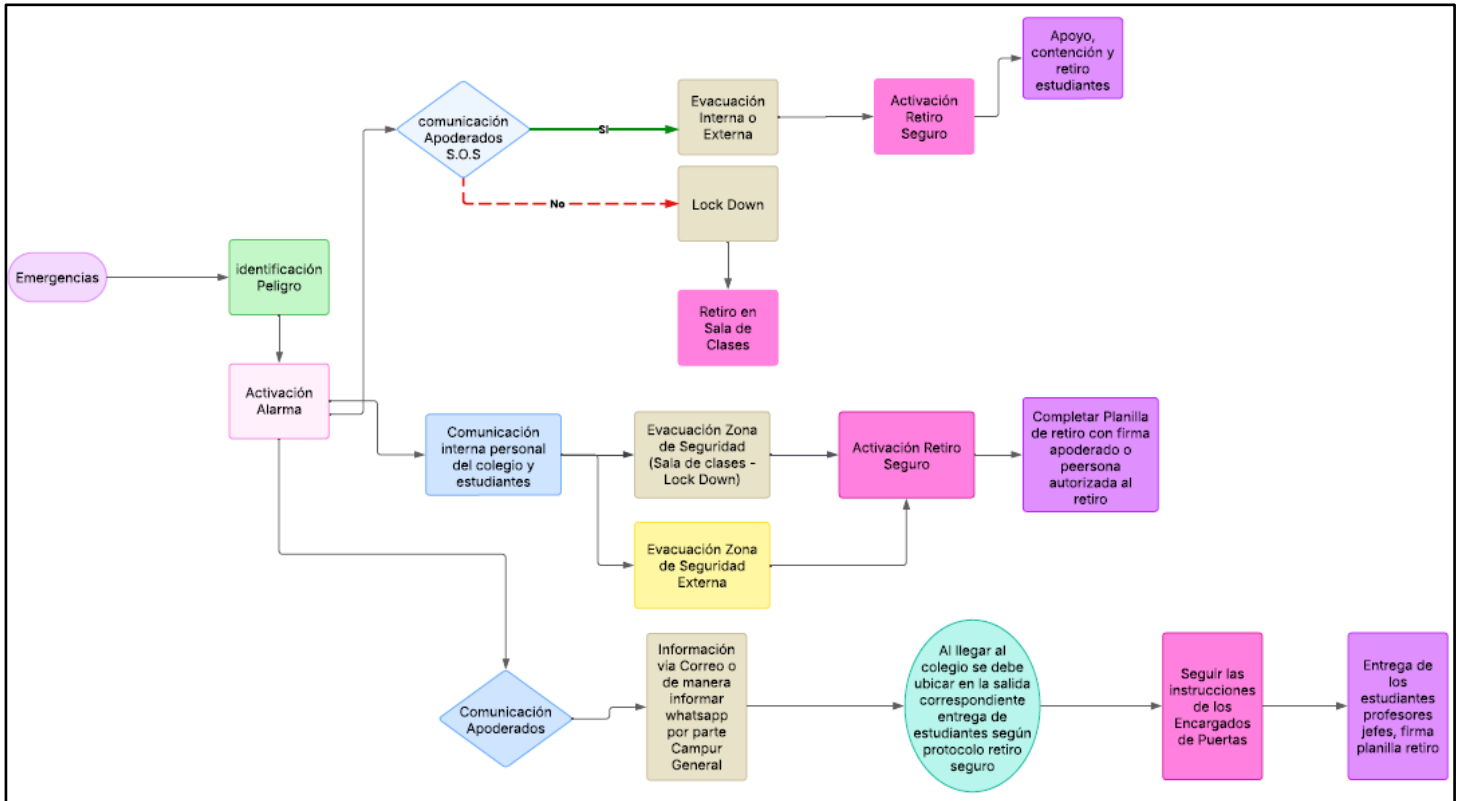 Apoyo,
contención y
retiro
estudiantes
comunicación
Apoderados
S.O.S
SI
Evacuación
Interna o
Externa
Activación
Retiro
Seguro
No
Lock Down
Emergencias
identificación
Peligro
Retiro en
Sala de
Clases
Activación
Alarma
Comunicación
interna personal
del colegio y
estudiantes
Evacuación Zona
de Seguridad
(Sala de clases -
Lock Down)
Activación Retiro
Seguro
Completar Planilla
de retiro con firma
apoderado o
peersona
autorizada al
retiro
Evacuación Zona
de Seguridad
Externa
Comunicación
Apoderados
Información
via Correo o
de manera
informar
whatsapp
por parte
Campur
General
Al llegar al
colegio se debe
ubicar en la salida
correspondiente
entrega de
estudiantes según
protocolo retiro
seguro
Seguir las
instrucciones
de los
Encargados
de Puertas
Entrega de
los
estudiantes
profesores
jefes, firma
planilla retiro